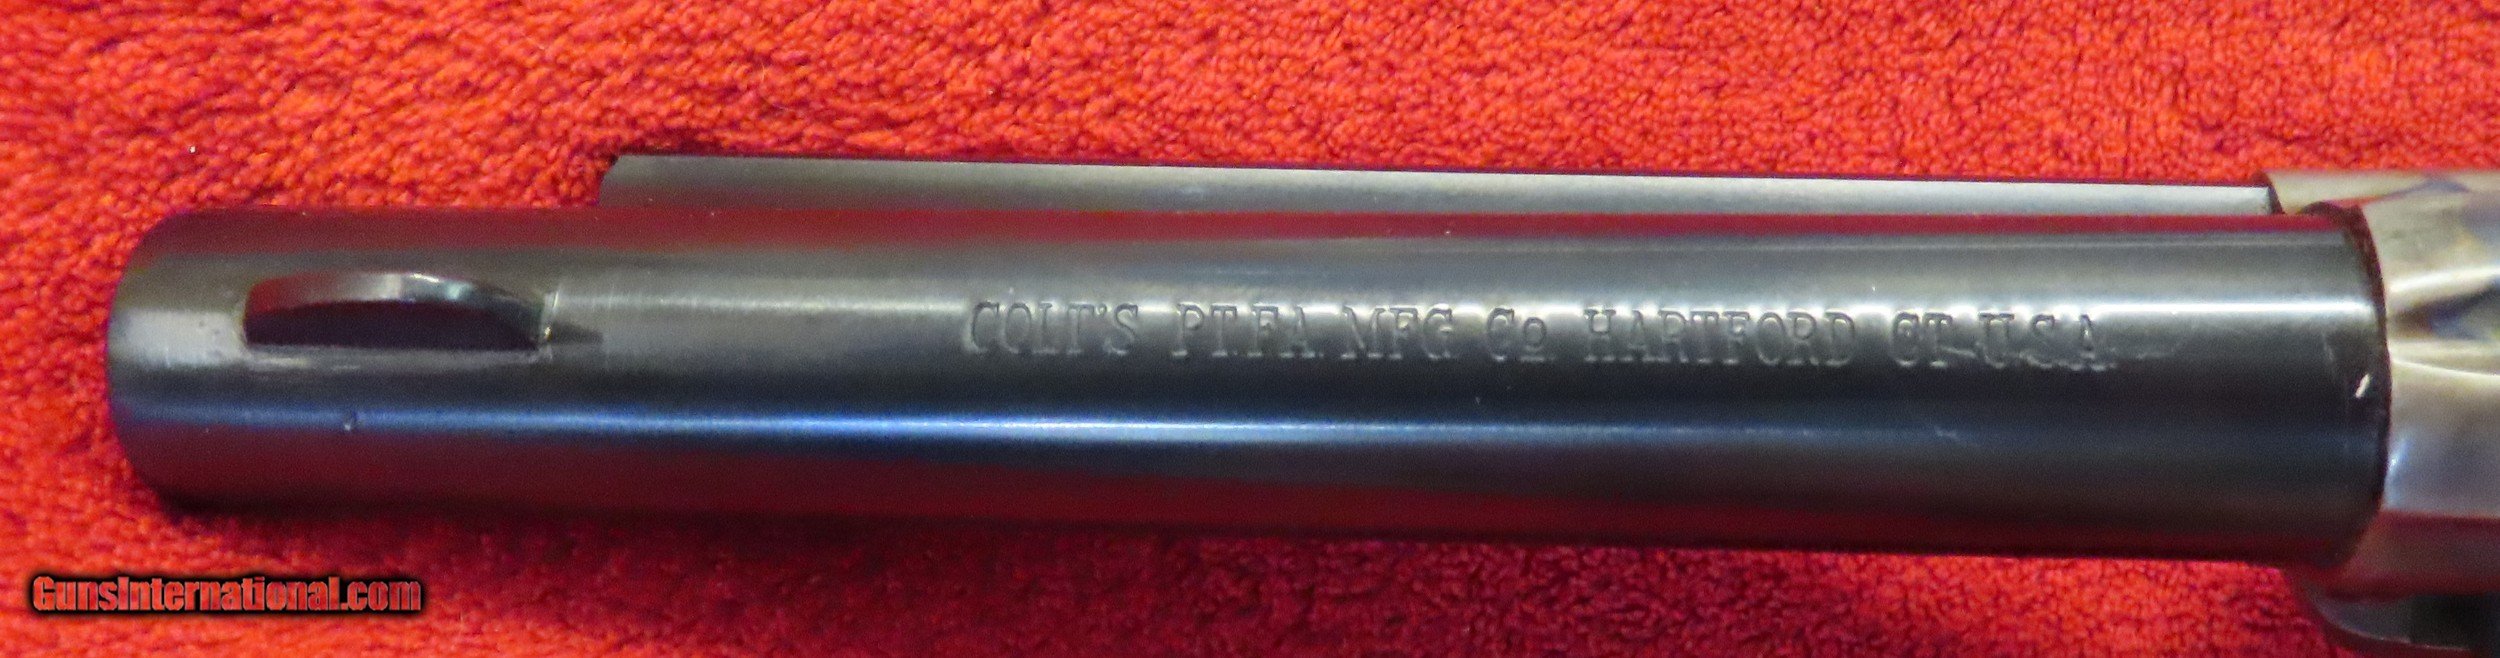 COLT'S PT. F.A. MFG Co HARTFORD CT. U.S.A.
GunsInternational.com